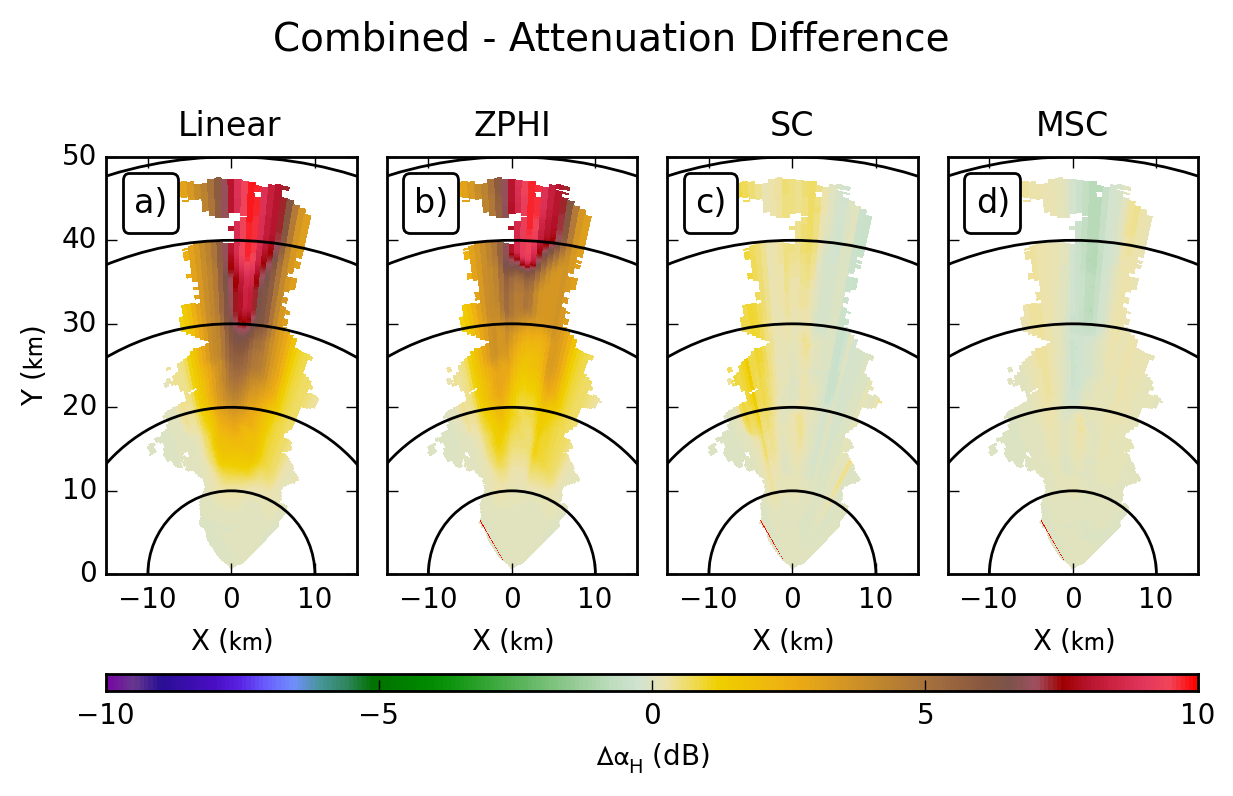 Combined - Attenuation Difference
Linear ZPHI SC MSC
a) b) c) d)
50
40
30
20
10
0
Y (km)
−10 0 10 −10 0 10 −10 0 10 −10 0 10
X (km) X (km) X (km) X (km)
−10 −5 0 5 10
Δα_H (dB)